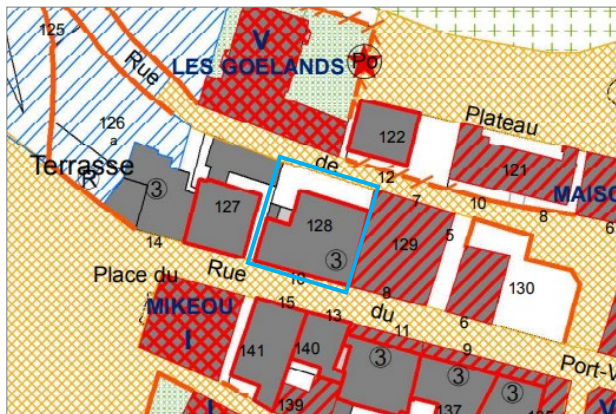 125
Rue
V
LES GOELANDS
Po
Plateau
122
126
a
Terrasse
R
3
de
12
121
7
10
8
MAISO
6
127
128
129
5
14
3
130
Place du
Rue
10
8
du
6
MIKEOU
I
15
13
11
9
Port-V
141
140
3
3
3
139
137
I
V